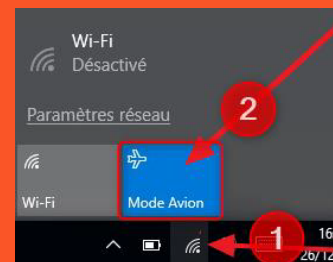 Wi-Fi
Désactivé
Paramètres réseau
2
Wi-Fi
Mode Avion
1
16
26/12